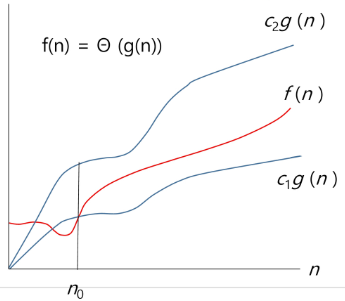 c₂g (n)
f(n) = Θ (g(n))
f (n)
c₁g (n)
n
n₀